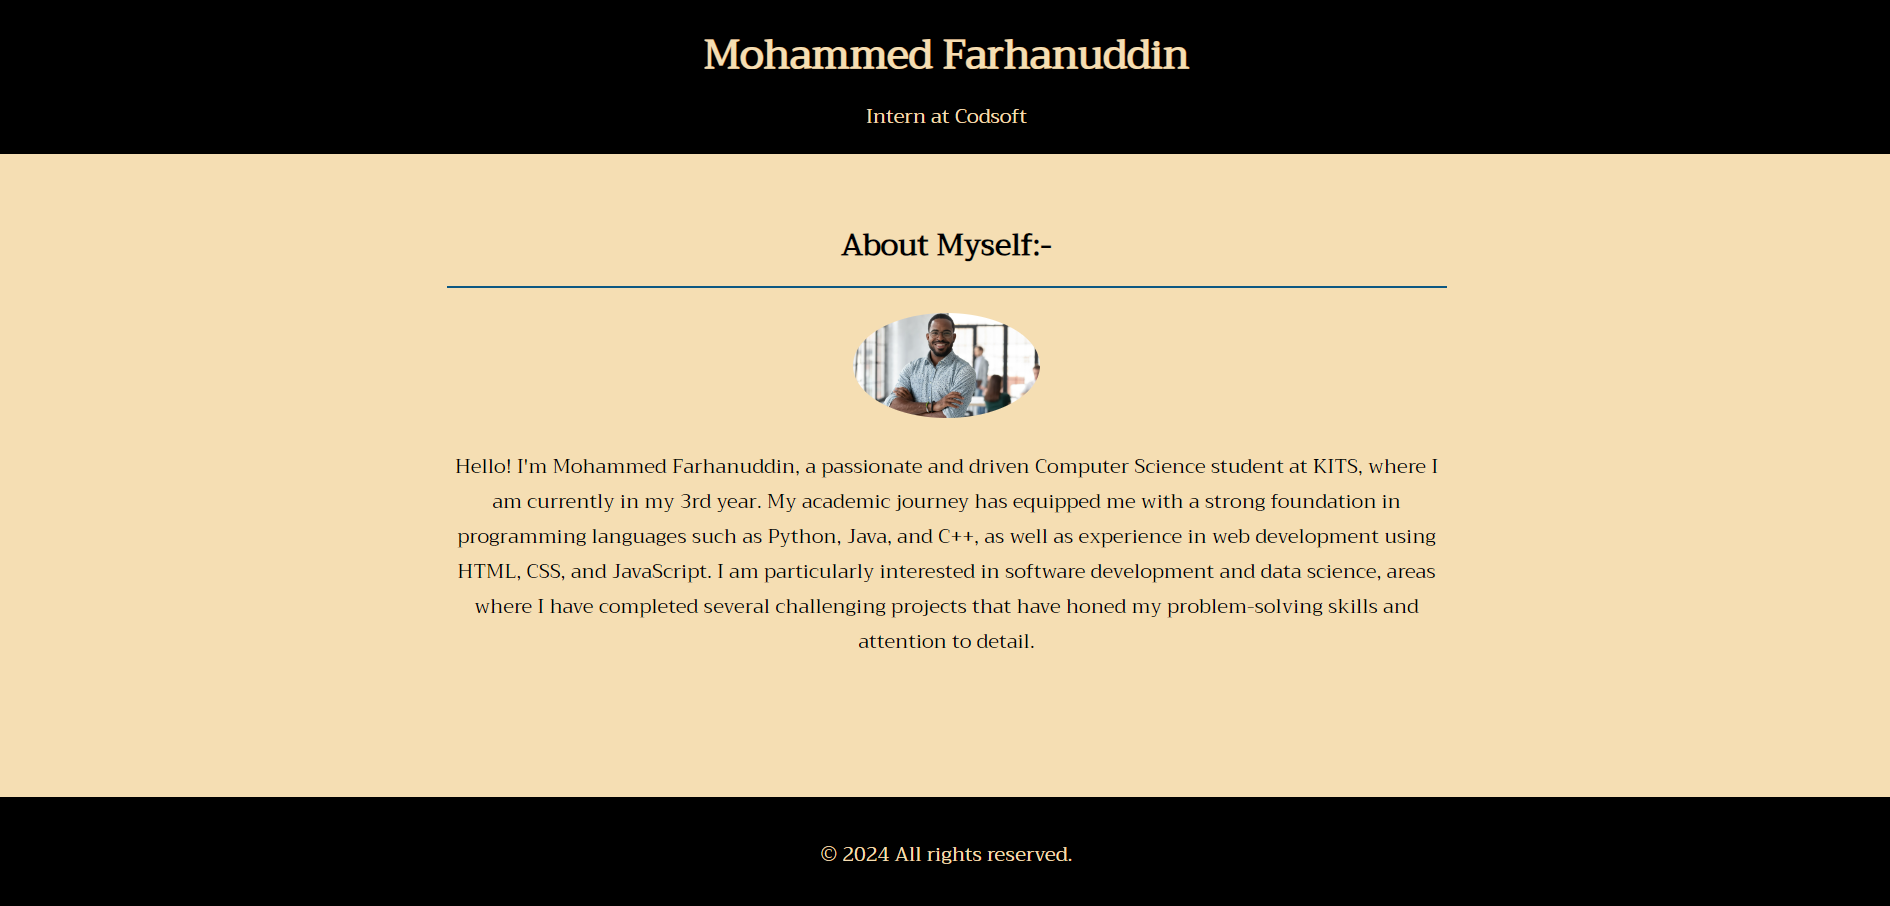 Mohammed Farhanuddin
Intern at Codsoft
About Myself:-
Hello! I'm Mohammed Farhanuddin, a passionate and driven Computer Science student at KITS, where I
am currently in my 3rd year. My academic journey has equipped me with a strong foundation in
programming languages such as Python, Java, and C++, as well as experience in web development using
HTML, CSS, and JavaScript. I am particularly interested in software development and data science, areas
where I have completed several challenging projects that have honed my problem-solving skills and
attention to detail.
© 2024 All rights reserved.